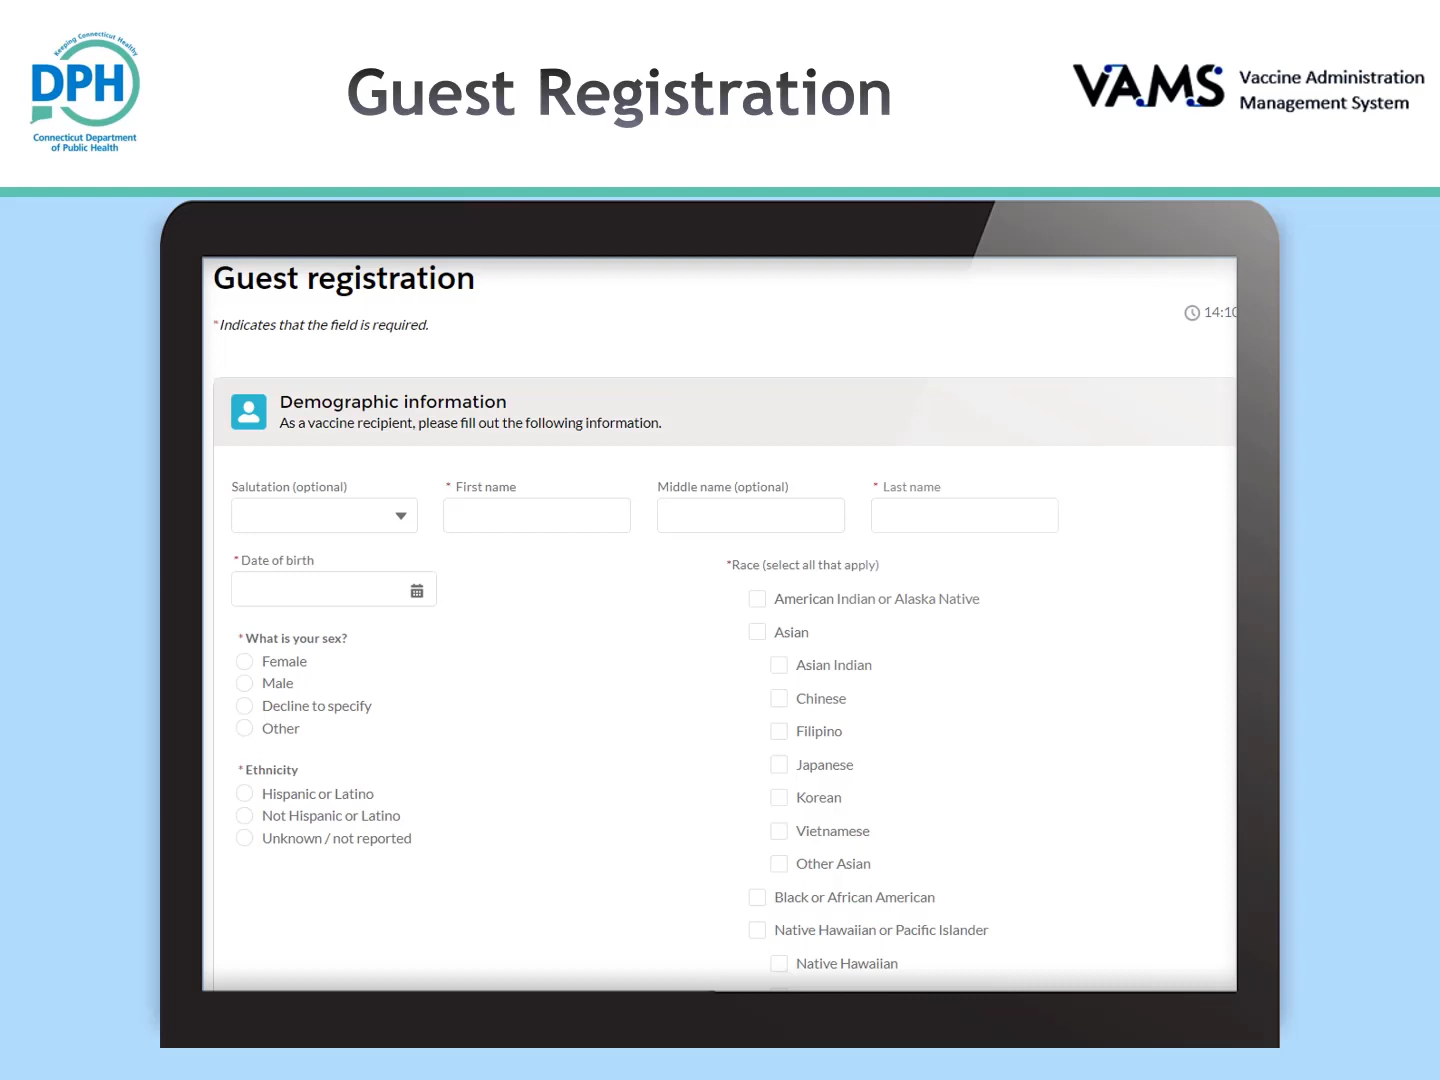 Keeping Connecticut Healthy
DPH
Connecticut Department
of Public Health
Guest Registration
VAMS
Vaccine Administration
Management System
Guest registration
*Indicates that the field is required.
14:10
Demographic information
As a vaccine recipient, please fill out the following information.
Salutation (optional)
* First name
Middle name (optional)
* Last name
* Date of birth
* What is your sex?
Female
Male
Decline to specify
Other
* Ethnicity
Hispanic or Latino
Not Hispanic or Latino
Unknown / not reported
*Race (select all that apply)
American Indian or Alaska Native
Asian
Asian Indian
Chinese
Filipino
Japanese
Korean
Vietnamese
Other Asian
Black or African American
Native Hawaiian or Pacific Islander
Native Hawaiian